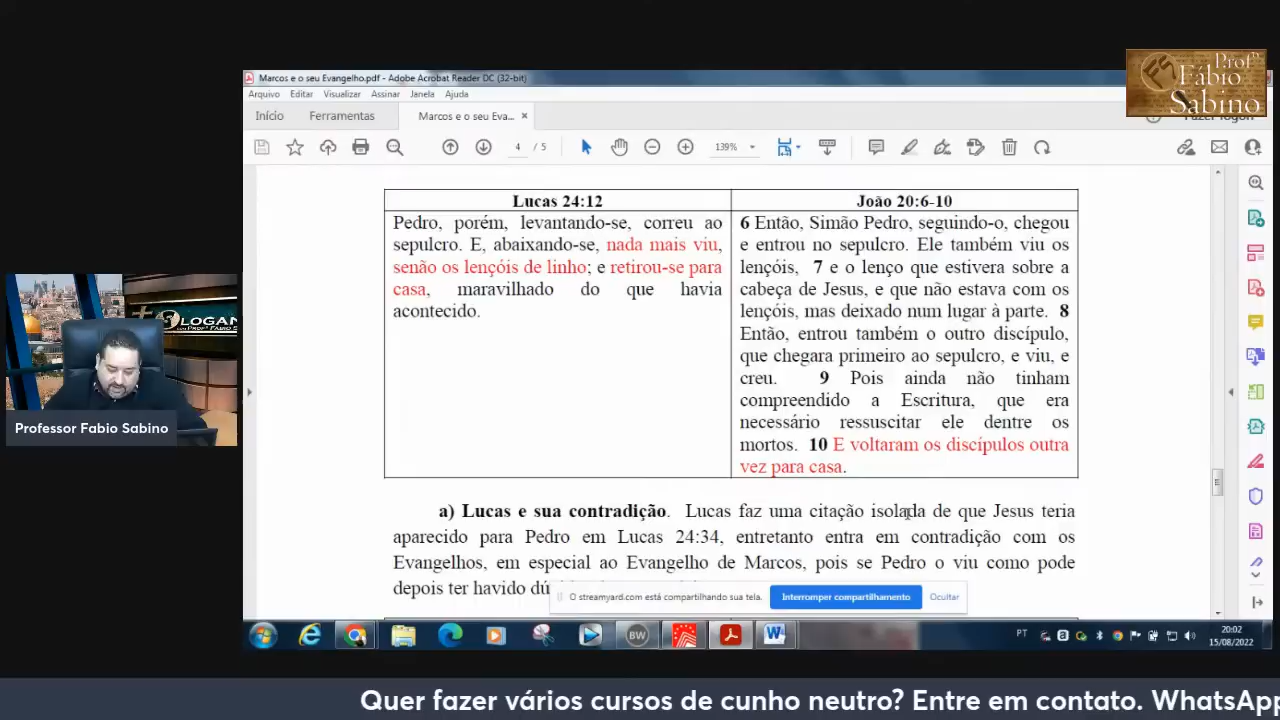 Profº
Fábio
Sabino
Marcos e o seu Evangelho.pdf - Adobe Acrobat Reader DC (32-bit)
Arquivo Editar Visualizar Assinar Janela Ajuda
Início Ferramentas Marcos e o seu Eva... ×
4 / 5 139%
Lucas 24:12
Pedro, porém, levantando-se, correu ao
sepulcro. E, abaixando-se, nada mais viu,
senão os lençóis de linho; e retirou-se para
casa, maravilhado do que havia
acontecido.
João 20:6-10
6 Então, Simão Pedro, seguindo-o, chegou
e entrou no sepulcro. Ele também viu os
lençóis, 7 e o lenço que estivera sobre a
cabeça de Jesus, e que não estava com os
lençóis, mas deixado num lugar à parte. 8
Então, entrou também o outro discípulo,
que chegara primeiro ao sepulcro, e viu, e
creu. 9 Pois ainda não tinham
compreendido a Escritura, que era
necessário ressuscitar ele dentre os
mortos. 10 E voltaram os discípulos outra
vez para casa.
a) Lucas e sua contradição. Lucas faz uma citação isolada de que Jesus teria
aparecido para Pedro em Lucas 24:34, entretanto entra em contradição com os
Evangelhos, em especial ao Evangelho de Marcos, pois se Pedro o viu como pode
depois ter havido
O streamyard.com está compartilhando sua tela. Interromper compartilhamento Ocultar
LOGAN
Professor Fabio Sabino
BW
PT
20:02
15/08/2022
Quer fazer vários cursos de cunho neutro? Entre em contato. WhatsApp